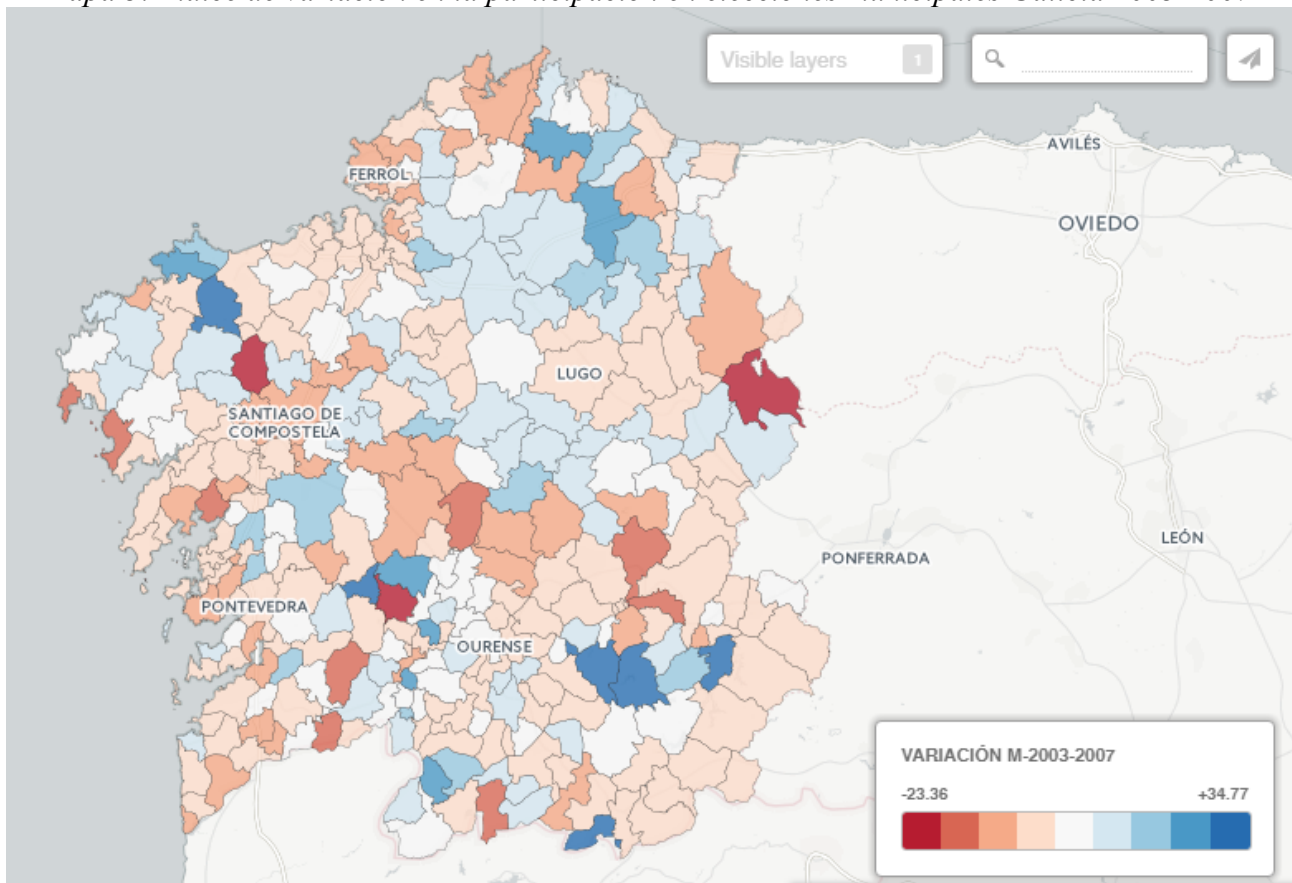 Visible layers 1
AVILÉS
FERROL
OVIEDO
LUGO
SANTIAGO DE
COMPOSTELA
LEÓN
PONFERRADA
PONTEVEDRA
OURENSE
VARIACIÓN M-2003-2007
-23.36 +34.77